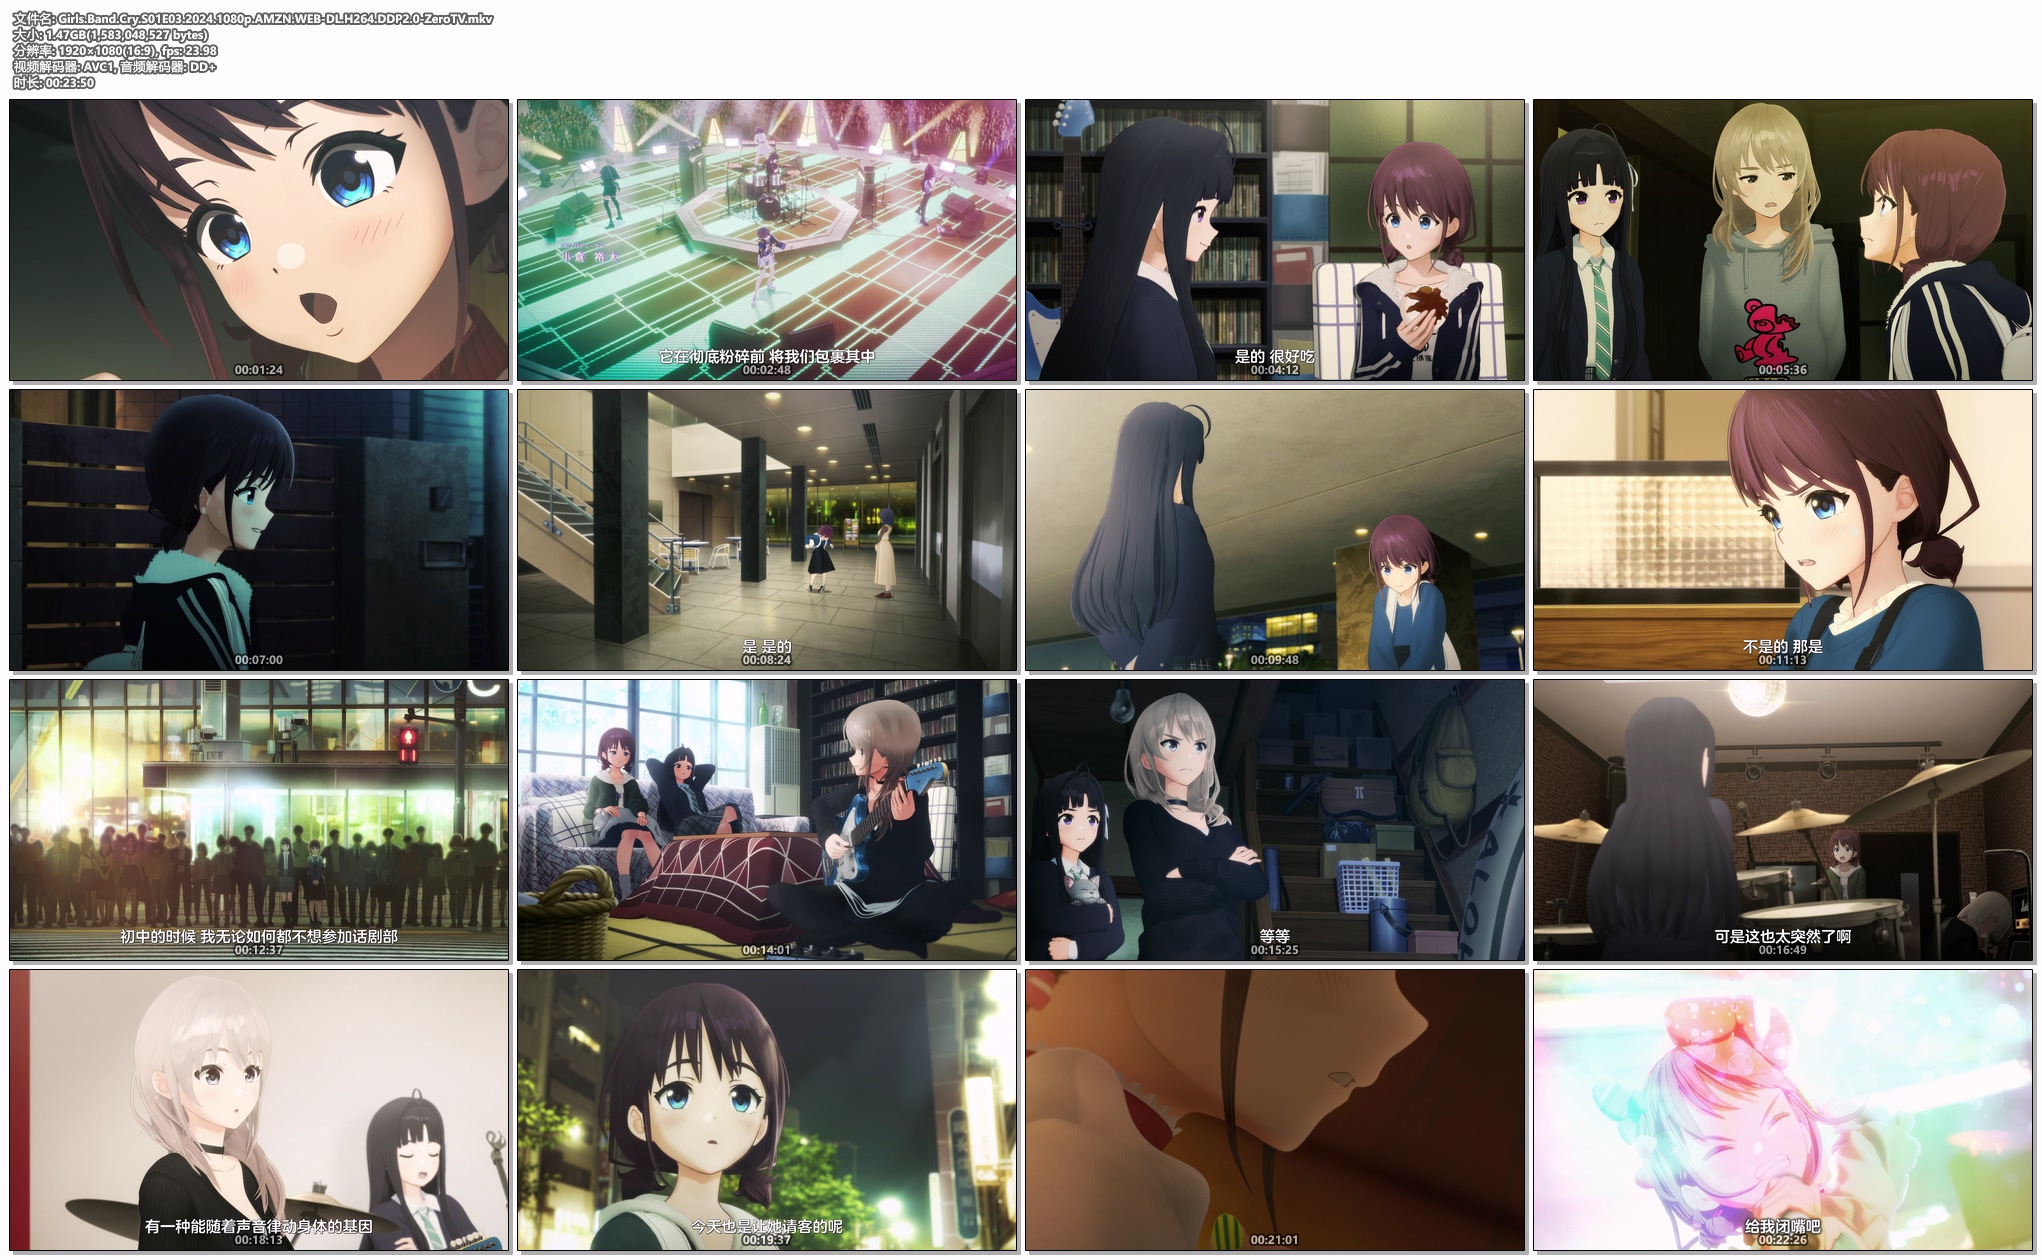 文件名: Girls.Band.Cry.S01E03.2024.1080p.AMZN.WEB-DL.H264.DDP2.0-ZeroTV.mkv
大小: 1.47GB(1,583,048,527 bytes)
分辨率: 1920×1080(16:9), fps: 23.98
视频解码器: AVC1, 音频解码器: DD+
时长: 00:23:50
00:01:24
小倉 裕太
它在彻底粉碎前 将我们包裹其中
00:02:48
是的 很好吃
00:04:12
00:05:36
00:07:00
是 是的
00:08:24
00:09:48
不是的 那是
00:11:13
初中的时候 我无论如何都不想参加话剧部
00:12:37
00:14:01
等等
00:15:25
可是这也太突然了啊
00:16:49
有一种能随着声音律动身体的基因
00:18:13
今天也是让她请客的呢
00:19:37
00:21:01
给我闭嘴吧
00:22:26